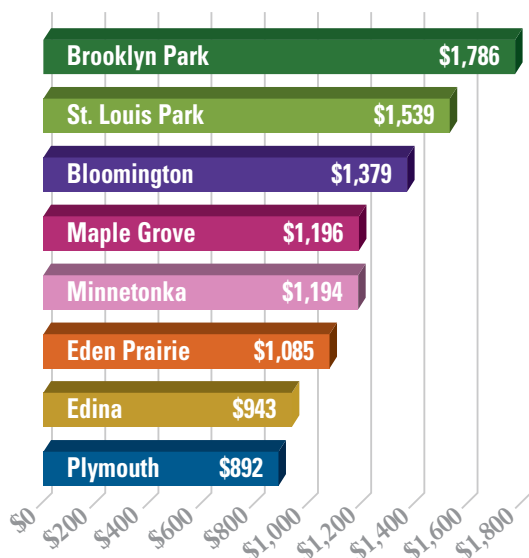 Brooklyn Park $1,786
St. Louis Park $1,539
Bloomington $1,379
Maple Grove $1,196
Minnetonka $1,194
Eden Prairie $1,085
Edina $943
Plymouth $892
$0 $200 $400 $600 $800 $1,000 $1,200 $1,400 $1,600 $1,800